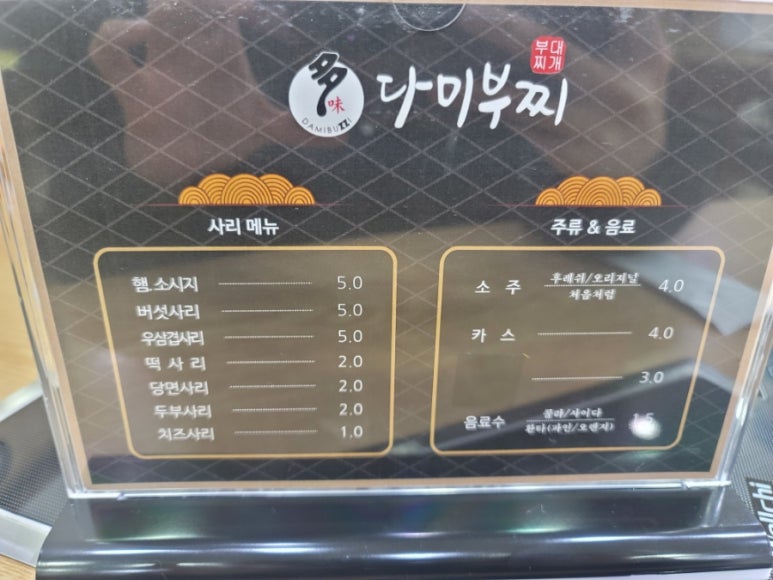 多味
DAMIBUZZI
다미부찌
부대
찌개
사리 메뉴
햄.소시지 5.0
버섯사리 5.0
우삼겹사리 5.0
떡 사 리 2.0
당면사리 2.0
두부사리 2.0
치즈사리 1.0
주류 & 음료
소 주 후레쉬/오리지널 4.0
처음처럼
카 스 4.0
3.0
음료수 콜라/사이다 1.5
환타(파인/오렌지)